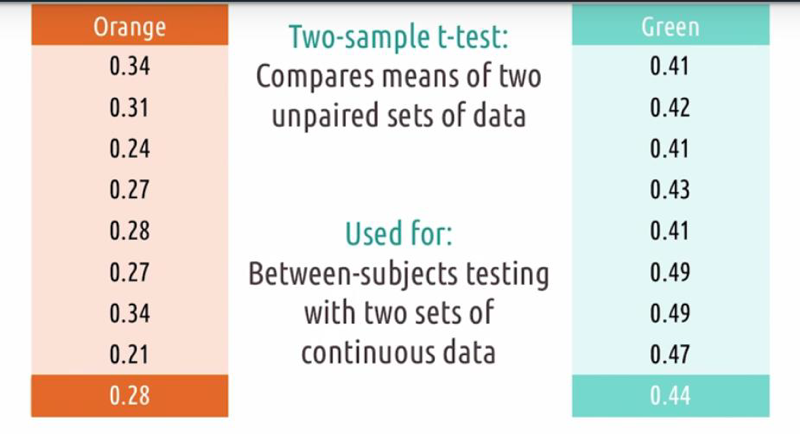 Orange
0.34
0.31
0.24
0.27
0.28
0.27
0.34
0.21
0.28
Two-sample t-test:
Compares means of two
unpaired sets of data
Used for:
Between-subjects testing
with two sets of
continuous data
Green
0.41
0.42
0.41
0.43
0.41
0.49
0.49
0.47
0.44